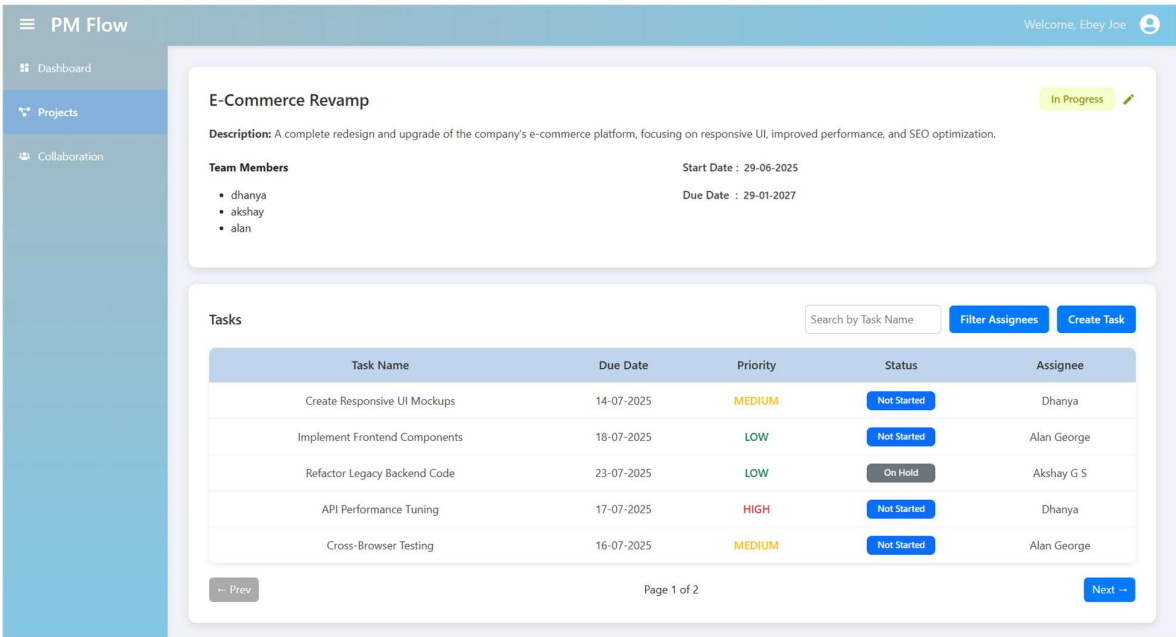 PM Flow
Welcome, Ebey Joe
Dashboard
Projects
Collaboration
E-Commerce Revamp
In Progress
Description: A complete redesign and upgrade of the company's e-commerce platform, focusing on responsive UI, improved performance, and SEO optimization.
Team Members
• dhanya
• akshay
• alan
Start Date : 29-06-2025
Due Date : 29-01-2027
Tasks
Search by Task Name Filter Assignees Create Task
Task Name Due Date Priority Status Assignee
Create Responsive UI Mockups 14-07-2025 MEDIUM Not Started Dhanya
Implement Frontend Components 18-07-2025 LOW Not Started Alan George
Refactor Legacy Backend Code 23-07-2025 LOW On Hold Akshay G S
API Performance Tuning 17-07-2025 HIGH Not Started Dhanya
Cross-Browser Testing 16-07-2025 MEDIUM Not Started Alan George
← Prev Page 1 of 2 Next →